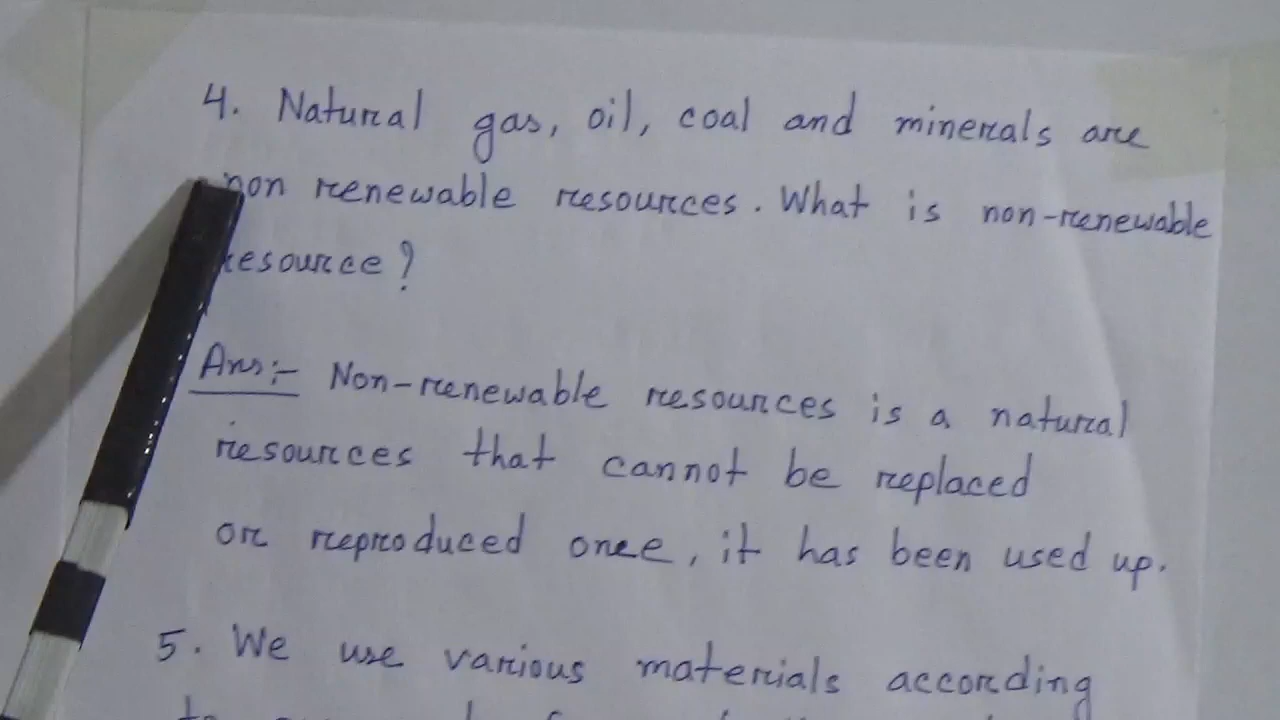 4. Natural gas, oil, coal and minerals are
non renewable resources. What is non-renewable
resource?
Ans:- Non-renewable resources is a natural
resources that cannot be replaced
or reproduced once, it has been used up.
5. We use various materials according
to